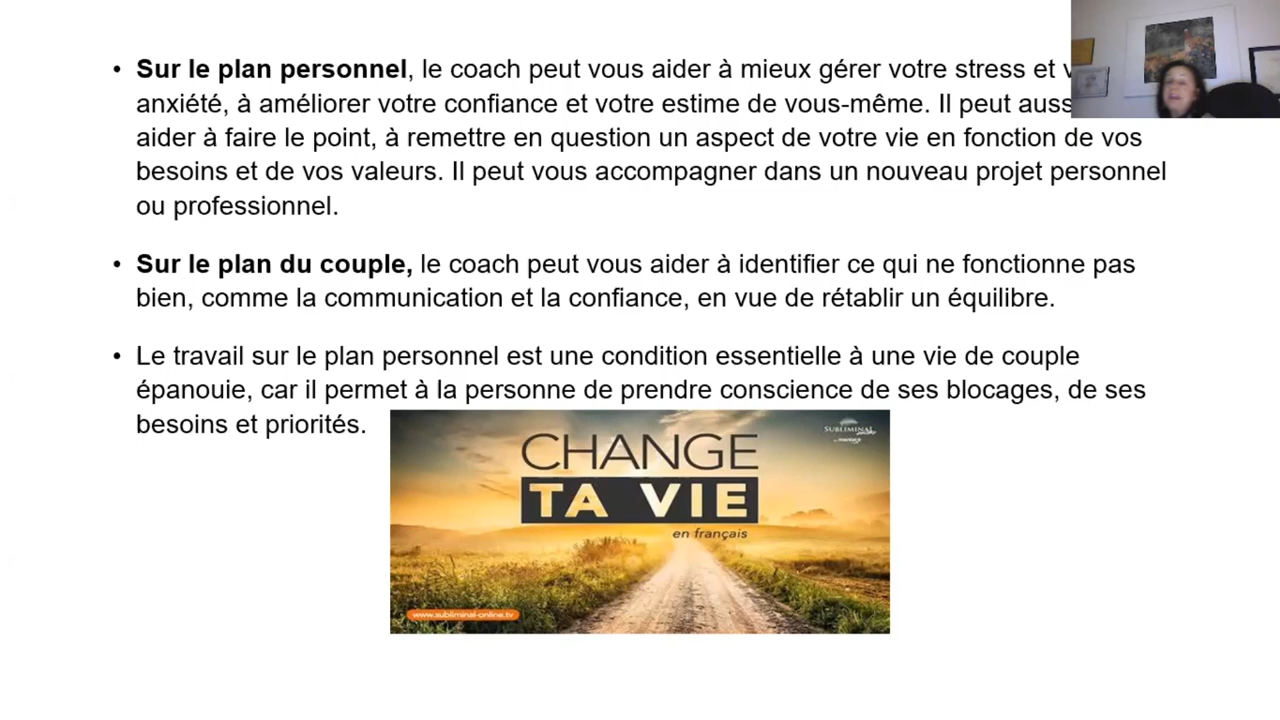 • Sur le plan personnel, le coach peut vous aider à mieux gérer votre stress et
anxiété, à améliorer votre confiance et votre estime de vous-même. Il peut
aider à faire le point, à remettre en question un aspect de votre vie en fonction de vos
besoins et de vos valeurs. Il peut vous accompagner dans un nouveau projet personnel
ou professionnel.
• Sur le plan du couple, le coach peut vous aider à identifier ce qui ne fonctionne pas
bien, comme la communication et la confiance, en vue de rétablir un équilibre.
• Le travail sur le plan personnel est une condition essentielle à une vie de couple
épanouie, car il permet à la personne de prendre conscience de ses blocages, de ses
besoins et priorités.
SUBLIMINAL
CHANGE
TA VIE
en français
www.subliminal-online.tv